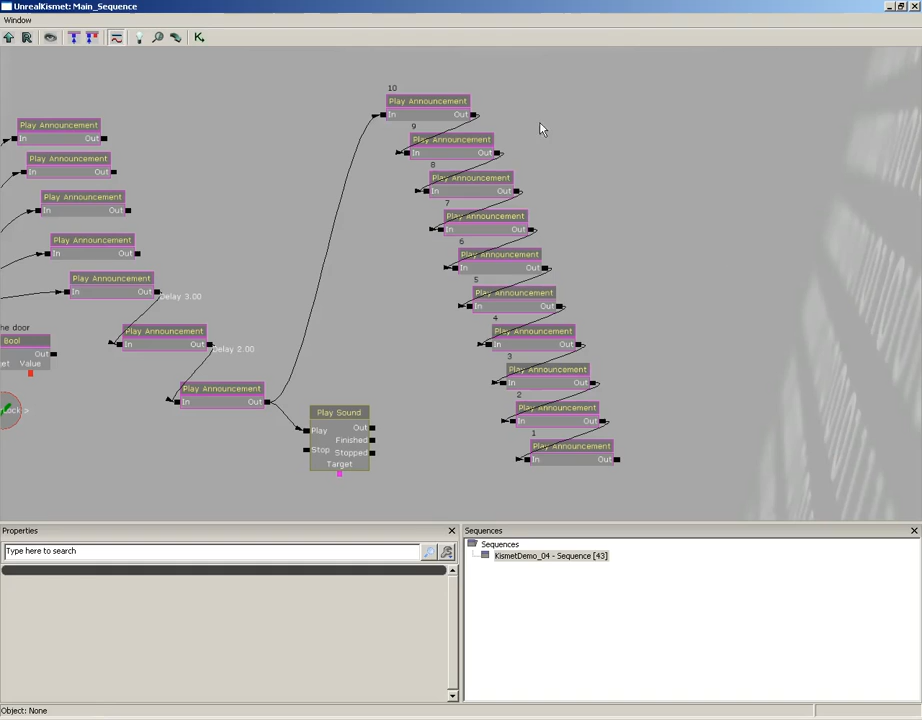 UnrealKismet: Main_Sequence
Window
10
Play Announcement
In Out
9
Play Announcement
In Out
8
Play Announcement
In Out
7
Play Announcement
In Out
6
Play Announcement
In Out
5
Play Announcement
In Out
4
Play Announcement
In Out
3
Play Announcement
In Out
2
Play Announcement
In Out
1
Play Announcement
In Out
Play Announcement
In Out
Play Announcement
In Out
Play Announcement
In Out
Play Announcement
In Out
Play Announcement
In Out
Delay 3.00
Play Announcement
In Out
Delay 2.00
Play Announcement
In Out
he door
Bool
Out
et Value
Lock >
Play Sound
Out
Play
Finished
Stop
Stopped
Target
Properties
Type here to search
Sequences
Sequences
KismetDemo_04 - Sequence [43]
Object: None